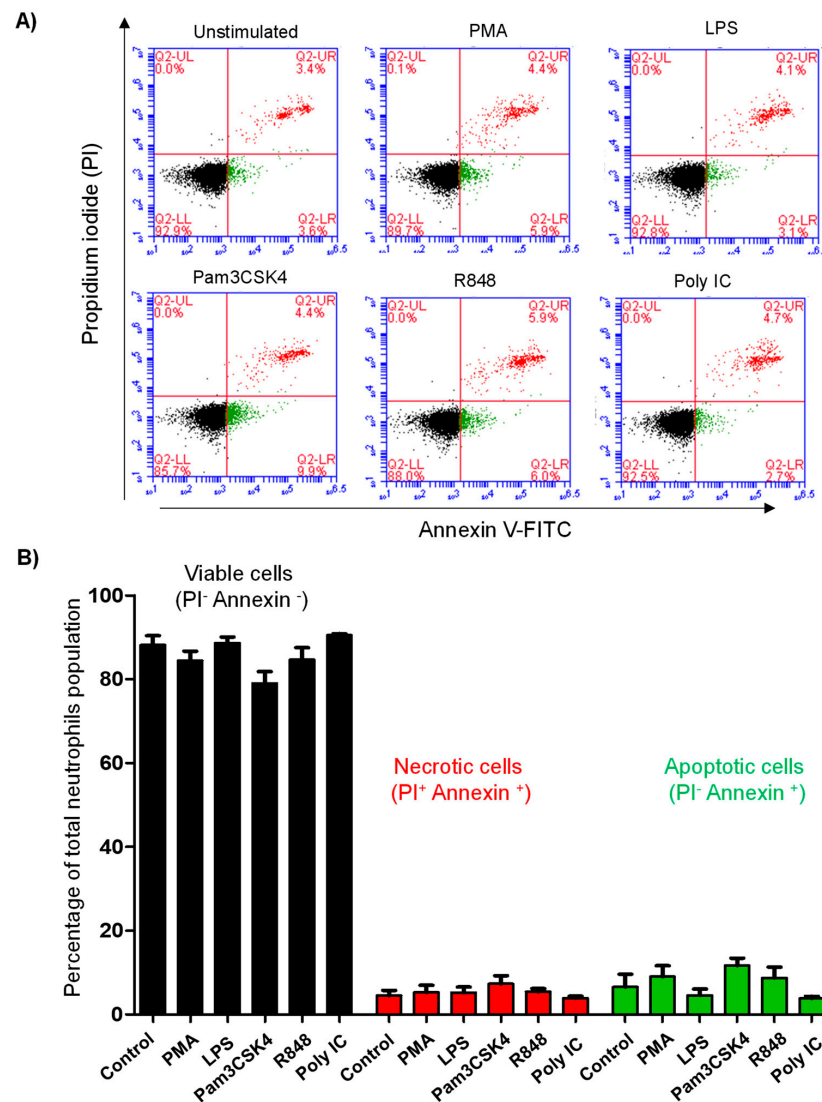 A)
Unstimulated
PMA
LPS
Q2-UL
0.0%
Q2-UR
3.4%
Q2-LL
92.9%
Q2-LR
3.6%
Q2-UL
0.1%
Q2-UR
4.4%
Q2-LL
89.7%
Q2-LR
5.9%
Q2-UL
0.0%
Q2-UR
4.1%
Q2-LL
92.8%
Q2-LR
3.1%
Pam3CSK4
R848
Poly IC
Q2-UL
0.0%
Q2-UR
4.4%
Q2-LL
85.7%
Q2-LR
9.9%
Q2-UL
0.0%
Q2-UR
5.9%
Q2-LL
88.0%
Q2-LR
6.0%
Q2-UL
0.0%
Q2-UR
4.7%
Q2-LL
92.5%
Q2-LR
2.7%
Propidium iodide (PI)
Annexin V-FITC
B)
Viable cells
(PI- Annexin -)
Necrotic cells
(PI+ Annexin +)
Apoptotic cells
(PI- Annexin +)
Percentage of total neutrophils population
100
80
60
40
20
0
Control
PMA
LPS
Pam3CSK4
R848
Poly IC
Control
PMA
LPS
Pam3CSK4
R848
Poly IC
Control
PMA
LPS
Pam3CSK4
R848
Poly IC